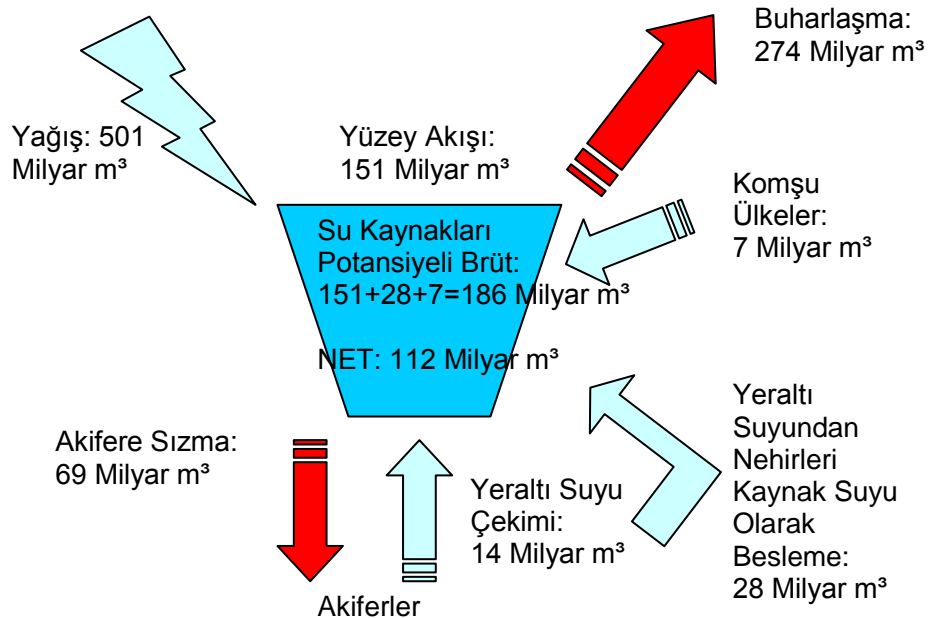 Buharlaşma:
274 Milyar m³
Yağış: 501
Milyar m³
Yüzey Akışı:
151 Milyar m³
Komşu
Ülkeler:
7 Milyar m³
Su Kaynakları
Potansiyeli Brüt:
151+28+7=186 Milyar m³
NET: 112 Milyar m³
Akifere Sızma:
69 Milyar m³
Yeraltı Suyu
Çekimi:
14 Milyar m³
Yeraltı
Suyundan
Nehirleri
Kaynak Suyu
Olarak
Besleme:
28 Milyar m³
Akiferler